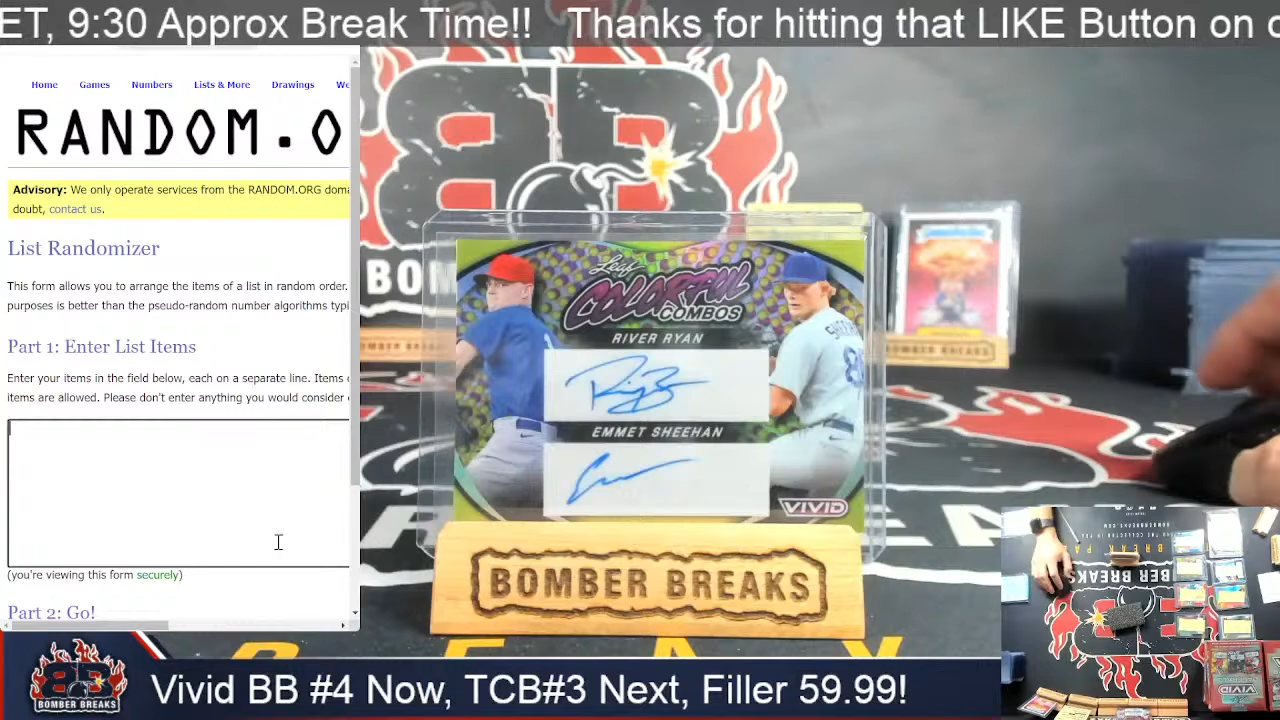 ET, 9:30 Approx Break Time!! Thanks for hitting that LIKE Button on
Home Games Numbers Lists & More Drawings We
RANDOM.O
Advisory: We only operate services from the RANDOM.ORG doma
doubt, contact us.
List Randomizer
This form allows you to arrange the items of a list in random order.
purposes is better than the pseudo-random number algorithms typi
Part 1: Enter List Items
Enter your items in the field below, each on a separate line. Items
items are allowed. Please don't enter anything you would consider
(you're viewing this form securely)
Part 2: Go!
BB
BO
Leaf
COLORFUL
COMBOS
RIVER RYAN
EMMET SHEEHAN
VIVID
BOMBER BREAKS
BOMBER BREAKS
BB
BOMBER BREAKS
Vivid BB #4 Now, TCB#3 Next, Filler 59.99!